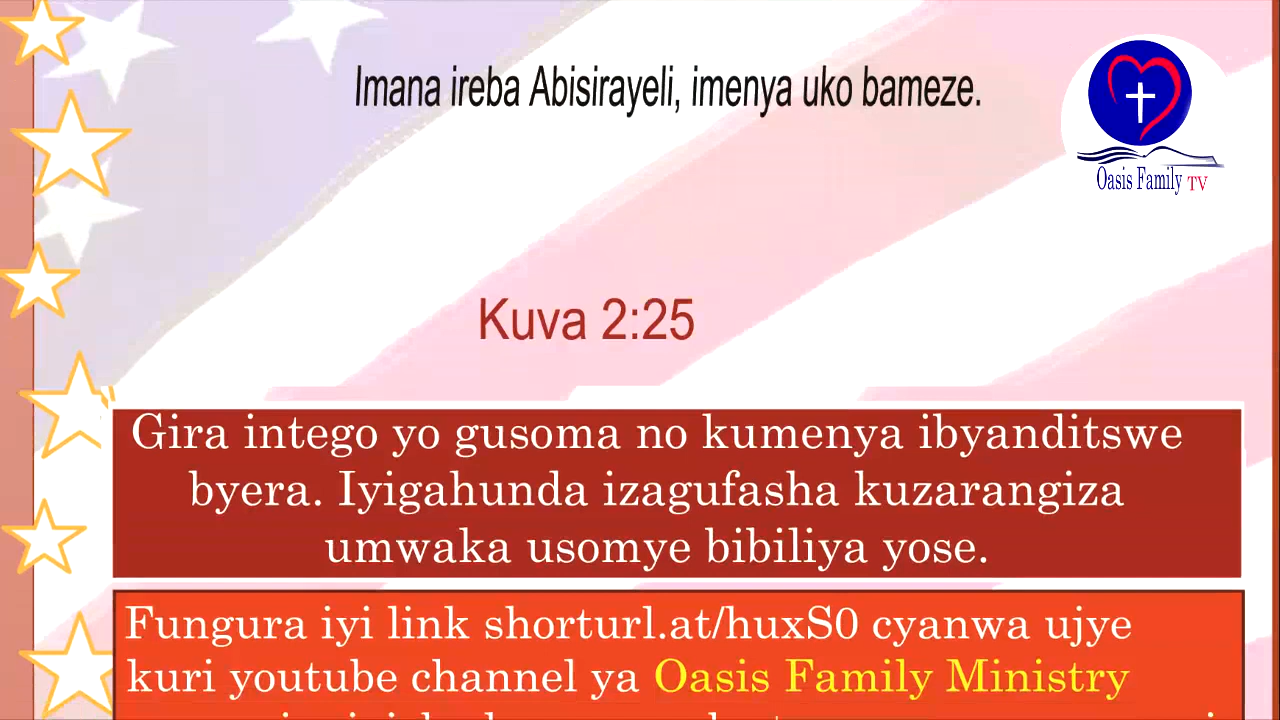 Imana ireba Abisirayeli, imenya uko bameze.
Oasis Family TV
Kuva 2:25
Gira intego yo gusoma no kumenya ibyanditswe
byera. Iyigahunda izagufasha kuzarangiza
umwaka usomye bibiliya yose.
Fungura iyi link shorturl.at/huxS0 cyanwa ujye
kuri youtube channel ya Oasis Family Ministry